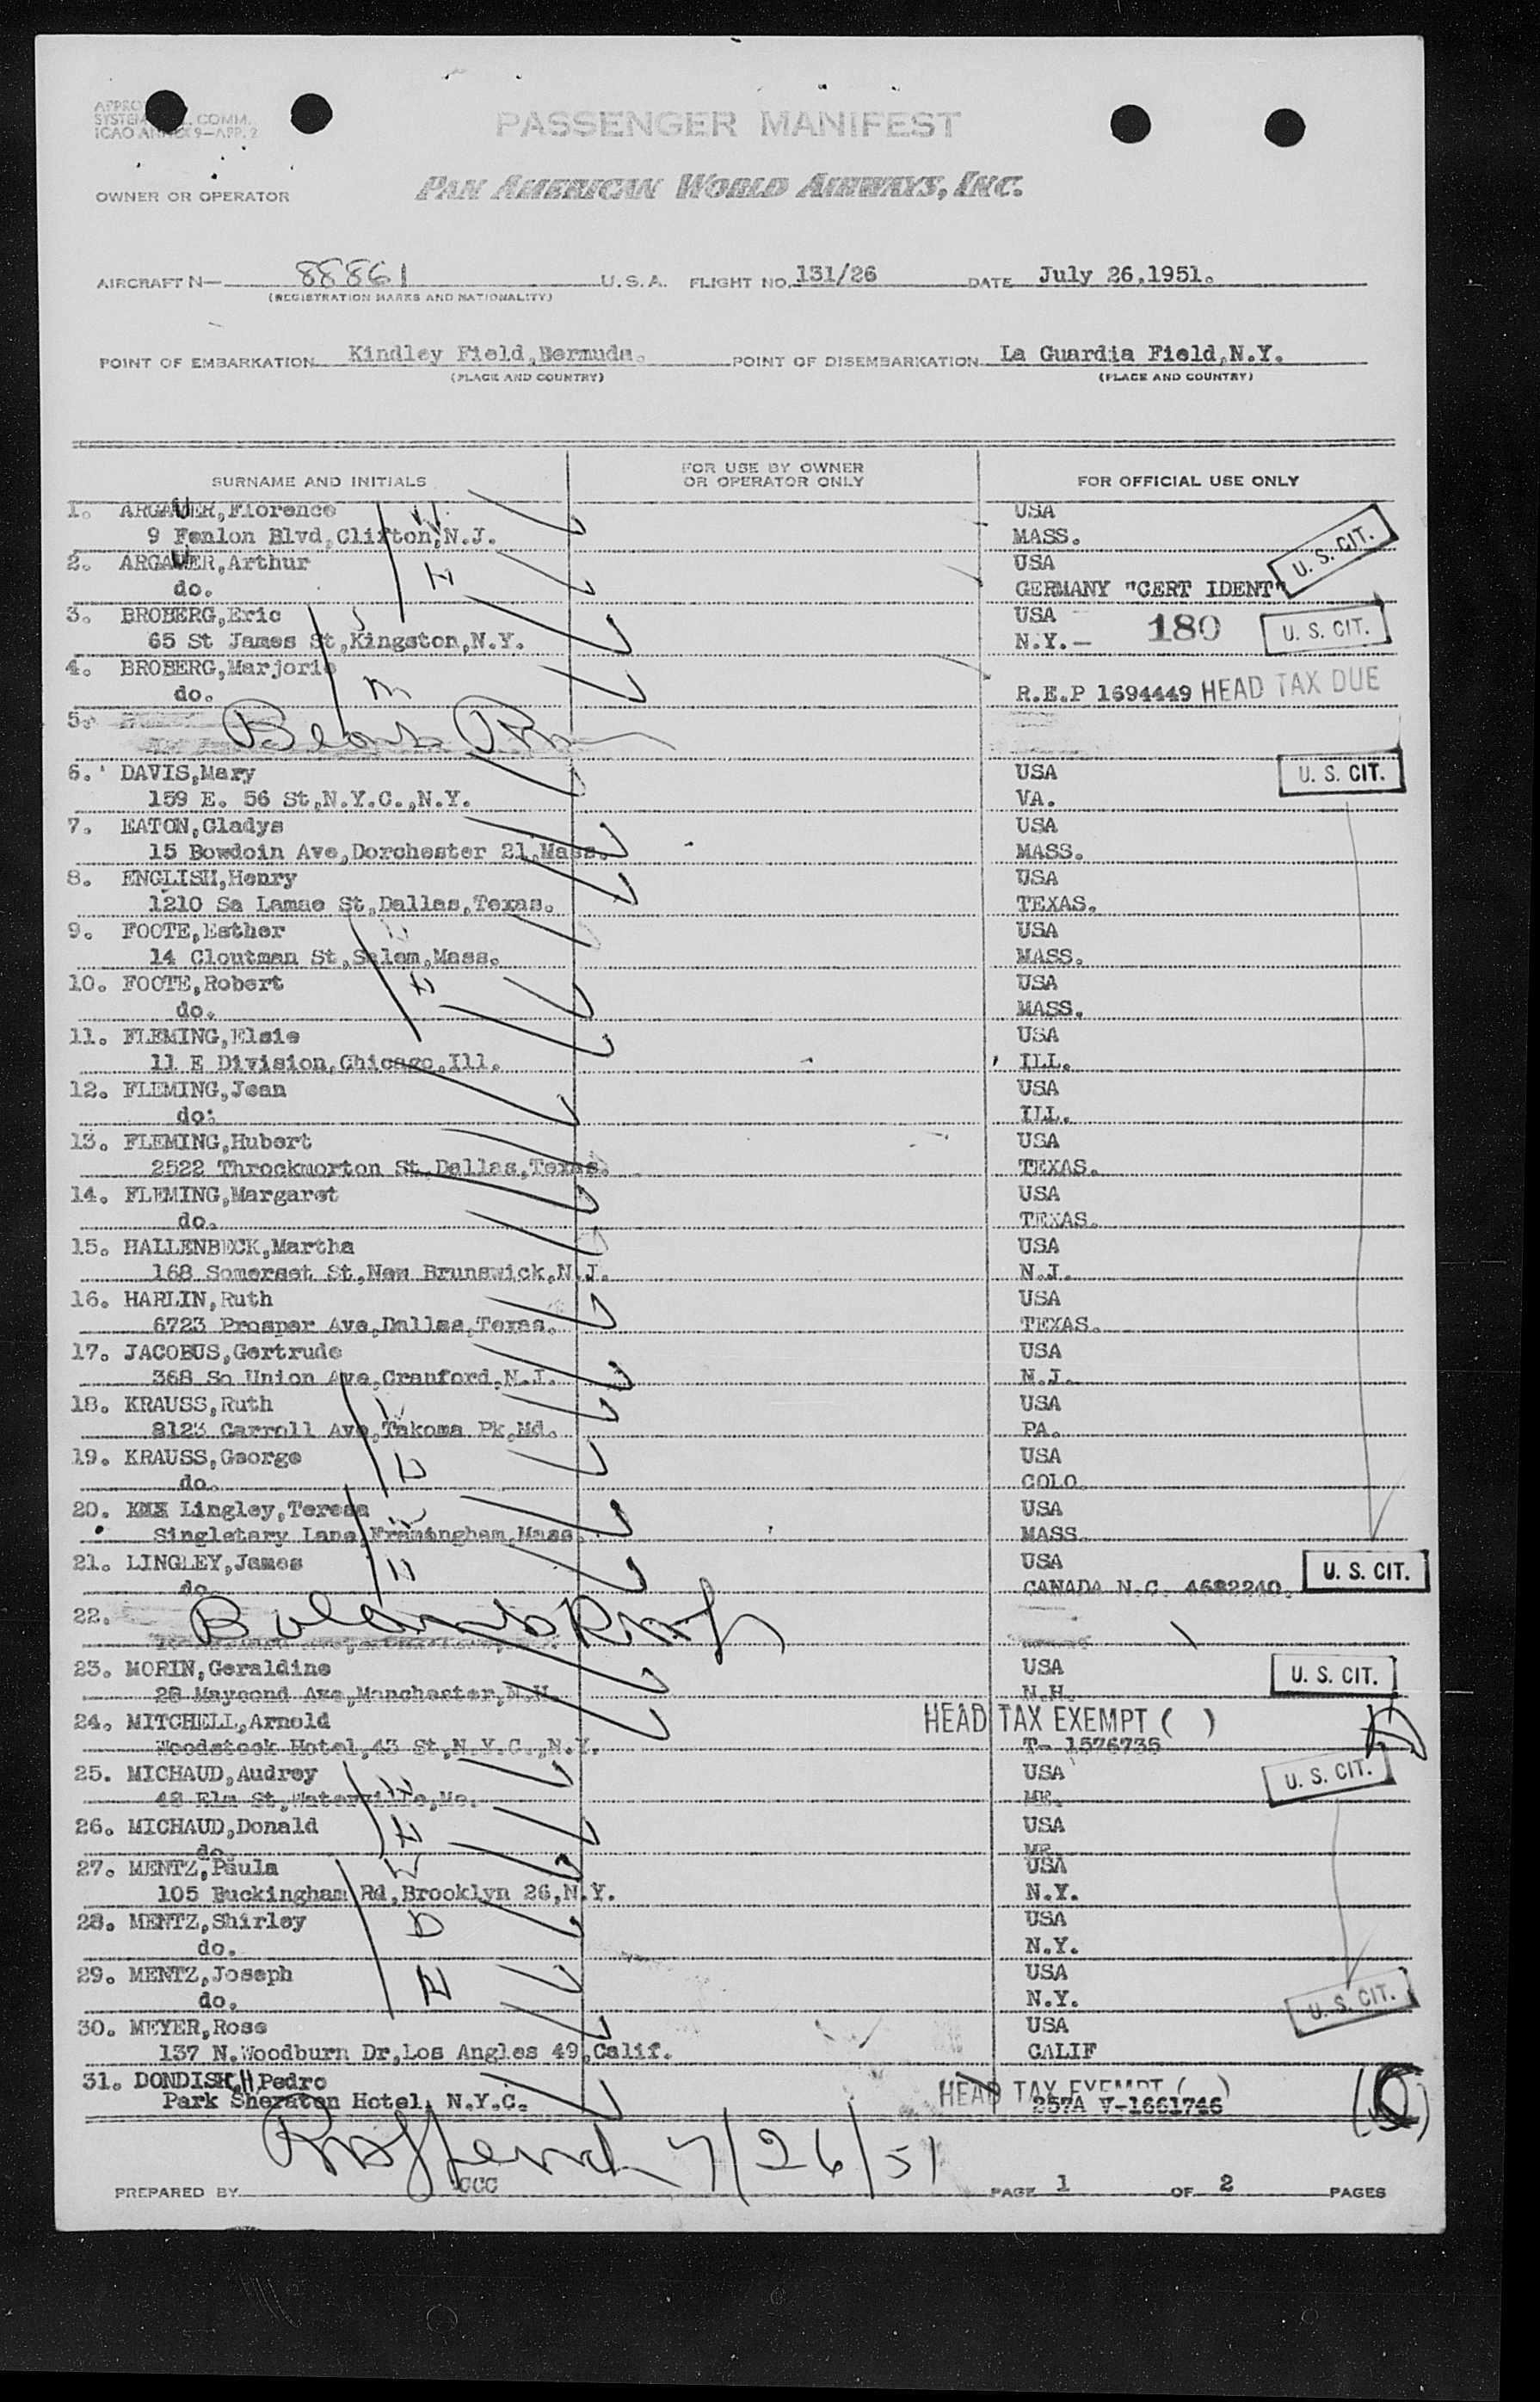 PASSENGER MANIFEST
OWNER OR OPERATOR PAN AMERICAN WORLD AIRWAYS, INC.
AIRCRAFT N— 88861 U.S.A. FLIGHT NO. 131/26 DATE July 26,1951.
(REGISTRATION MARKS AND NATIONALITY)
POINT OF EMBARKATION Kindley Field,Bermuda. POINT OF DISEMBARKATION La Guardia Field,N.Y.
(PLACE AND COUNTRY) (PLACE AND COUNTRY)
SURNAME AND INITIALS FOR USE BY OWNER OR OPERATOR ONLY FOR OFFICIAL USE ONLY
1. ARGAUER,Florence USA
9 Fenlon Blvd,Clifton,N.J. MASS.
2. ARGAUER,Arthur USA U. S. CIT.
do. GERMANY "CERT IDENT"
3. BROBERG,Eric USA
65 St James St,Kingston,N.Y. N.Y.— 180 U. S. CIT.
4. BROBERG,Marjorie
do. R.E.P 1694449 HEAD TAX DUE
5.
6. DAVIS,Mary USA U. S. CIT.
159 E. 56 St,N.Y.C.,N.Y. VA.
7. EATON,Gladys USA
15 Bowdoin Ave,Dorchester 21,Mass. MASS.
8. ENGLISH,Henry USA
1210 Sa Lamae St,Dallas,Texas. TEXAS.
9. FOOTE,Esther USA
14 Cloutman St,Salem,Mass. MASS.
10. FOOTE,Robert USA
do. MASS.
11. FLEMING,Elsie USA
11 E Division,Chicago,Ill. ILL.
12. FLEMING,Jean USA
do. ILL.
13. FLEMING,Hubert USA
2522 Throckmorton St,Dallas,Texas. TEXAS.
14. FLEMING,Margaret USA
do. TEXAS.
15. HALLENBECK,Martha USA
168 Somerset St,New Brunswick,N.J. N.J.
16. HARLIN,Ruth USA
6723 Prosper Ave,Dallas,Texas. TEXAS.
17. JACOBUS,Gertrude USA
368 So Union Ave,Cranford,N.J. N.J.
18. KRAUSS,Ruth USA
8123 Carroll Ave,Takoma Pk,Md. PA.
19. KRAUSS,George USA
do. COLO.
20. Lingley,Teresa USA
Singletary Lane,Framingham,Mass. MASS.
21. LINGLEY,James USA
do. CANADA N.C. 4682240. U. S. CIT.
22.
23. MORIN,Geraldine USA U. S. CIT.
28 Maysond Ave,Manchester,N.H. N.H.
24. MITCHELL,Arnold HEAD TAX EXEMPT ( )
Woodstock Hotel,43 St,N.Y.C.,N.Y. T- 1576735
25. MICHAUD,Audrey USA U. S. CIT.
48 Elm St,Waterville,Me. ME.
26. MICHAUD,Donald USA
do. ME.
27. MENTZ,Paula USA
105 Buckingham Rd,Brooklyn 26,N.Y. N.Y.
28. MENTZ,Shirley USA
do. N.Y.
29. MENTZ,Joseph USA
do. N.Y. U. S. CIT.
30. MEYER,Rose USA
137 N.Woodburn Dr,Los Angles 49,Calif. CALIF
31. DONDISH, Pedro HEAD TAX EXEMPT ( )
Park Sheraton Hotel, N.Y.C. 257A V-1661746 (C)
7/26/51
PREPARED BY CCC PAGE 1 OF 2 PAGES